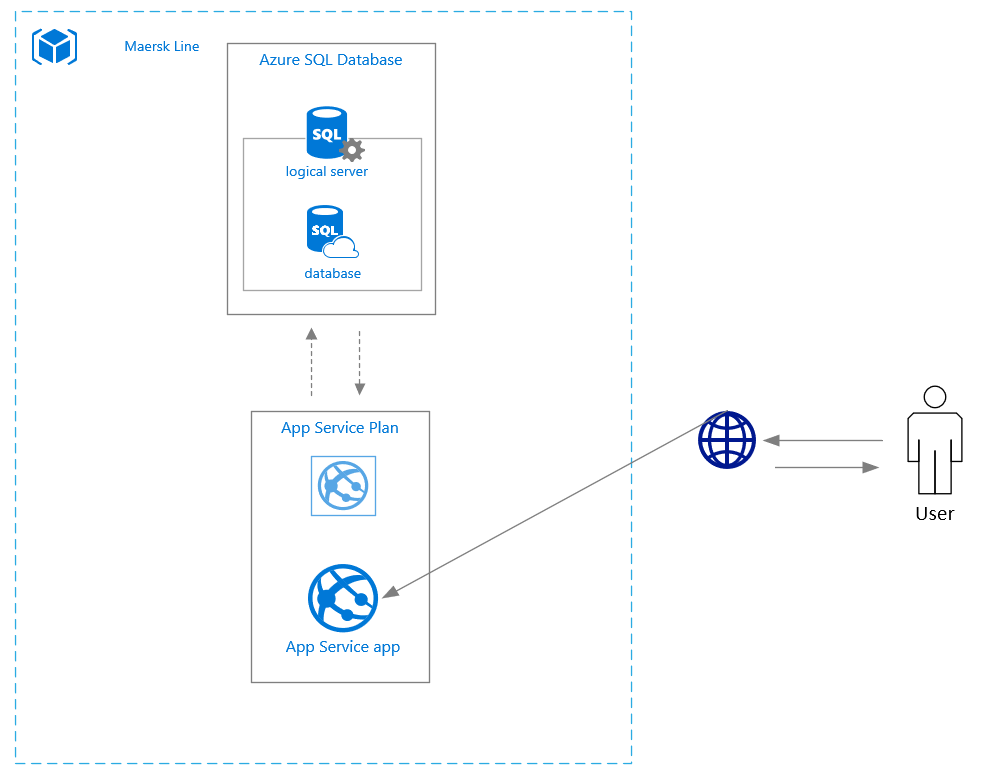 Maersk Line
Azure SQL Database
SQL
logical server
SQL
database
App Service Plan
App Service app
User